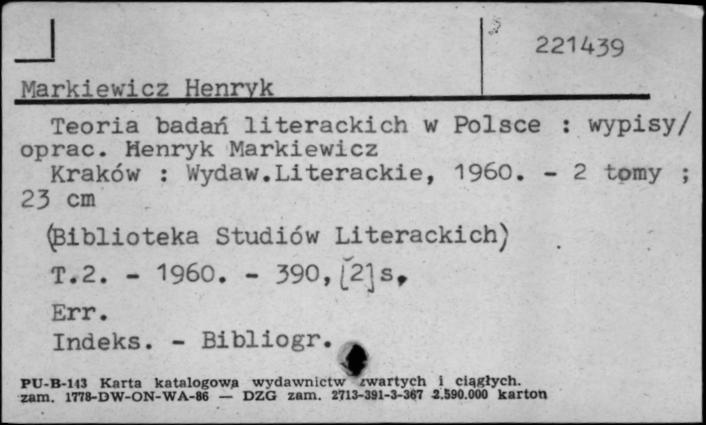 221439
Markiewicz Henryk
Teoria badań literackich w Polsce : wypisy/
oprac. Henryk Markiewicz
Kraków : Wydaw.Literackie, 1960. - 2 tomy ;
23 cm
(Biblioteka Studiów Literackich)
T.2. - 1960. - 390, [2] s.
Err.
Indeks. - Bibliogr.
PU-B-143 Karta katalogowa wydawnictw zwartych i ciągłych.
zam. 1778-DW-ON-WA-86 — DZG zam. 2713-391-3-367 2.590.000 karton